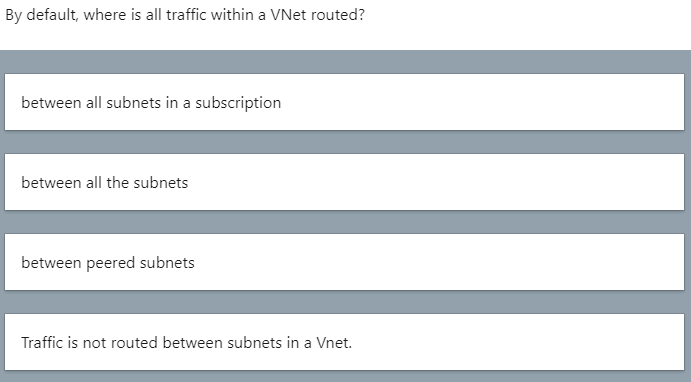 By default, where is all traffic within a VNet routed?
between all subnets in a subscription
between all the subnets
between peered subnets
Traffic is not routed between subnets in a Vnet.